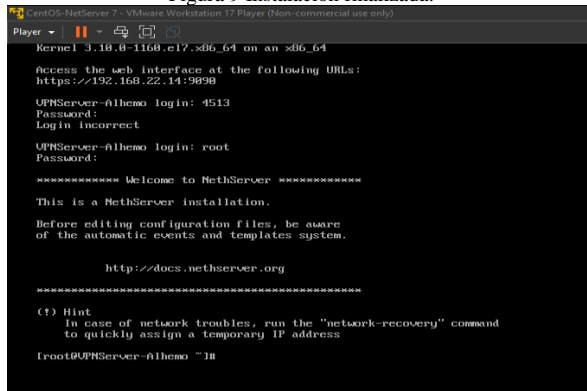 Figura 9 Instalación finalizada.
CentOS-NetServer 7 - VMware Workstation 17 Player (Non-commercial use only)
Player
Kernel 3.10.0-1160.el7.x86_64 on an x86_64
Access the web interface at the following URLs:
https://192.168.22.14:9090
VPNServer-Alhemo login: 4513
Password:
Login incorrect
VPNServer-Alhemo login: root
Password:
************ Welcome to NethServer ************
This is a NethServer installation.
Before editing configuration files, be aware
of the automatic events and templates system.
http://docs.nethserver.org
***********************************************
(!) Hint
In case of network troubles, run the "network-recovery" command
to quickly assign a temporary IP address
[root@VPNServer-Alhemo ~]#